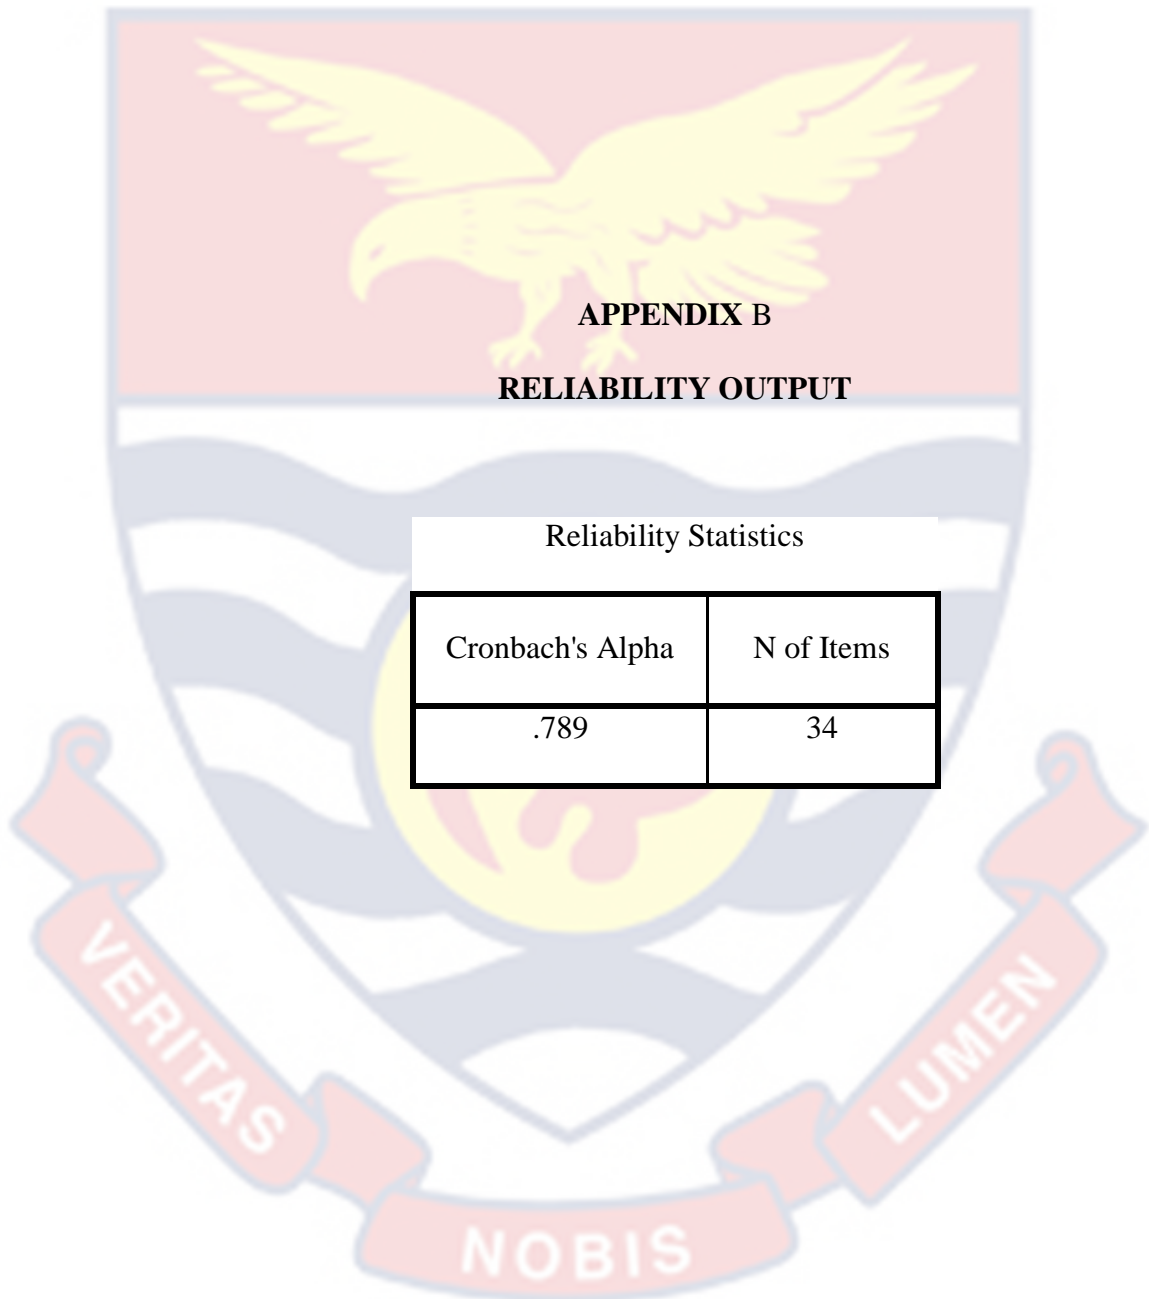 APPENDIX B
RELIABILITY OUTPUT
Reliability Statistics
Cronbach's Alpha N of Items
.789 34
VERITAS NOBIS LUMEN